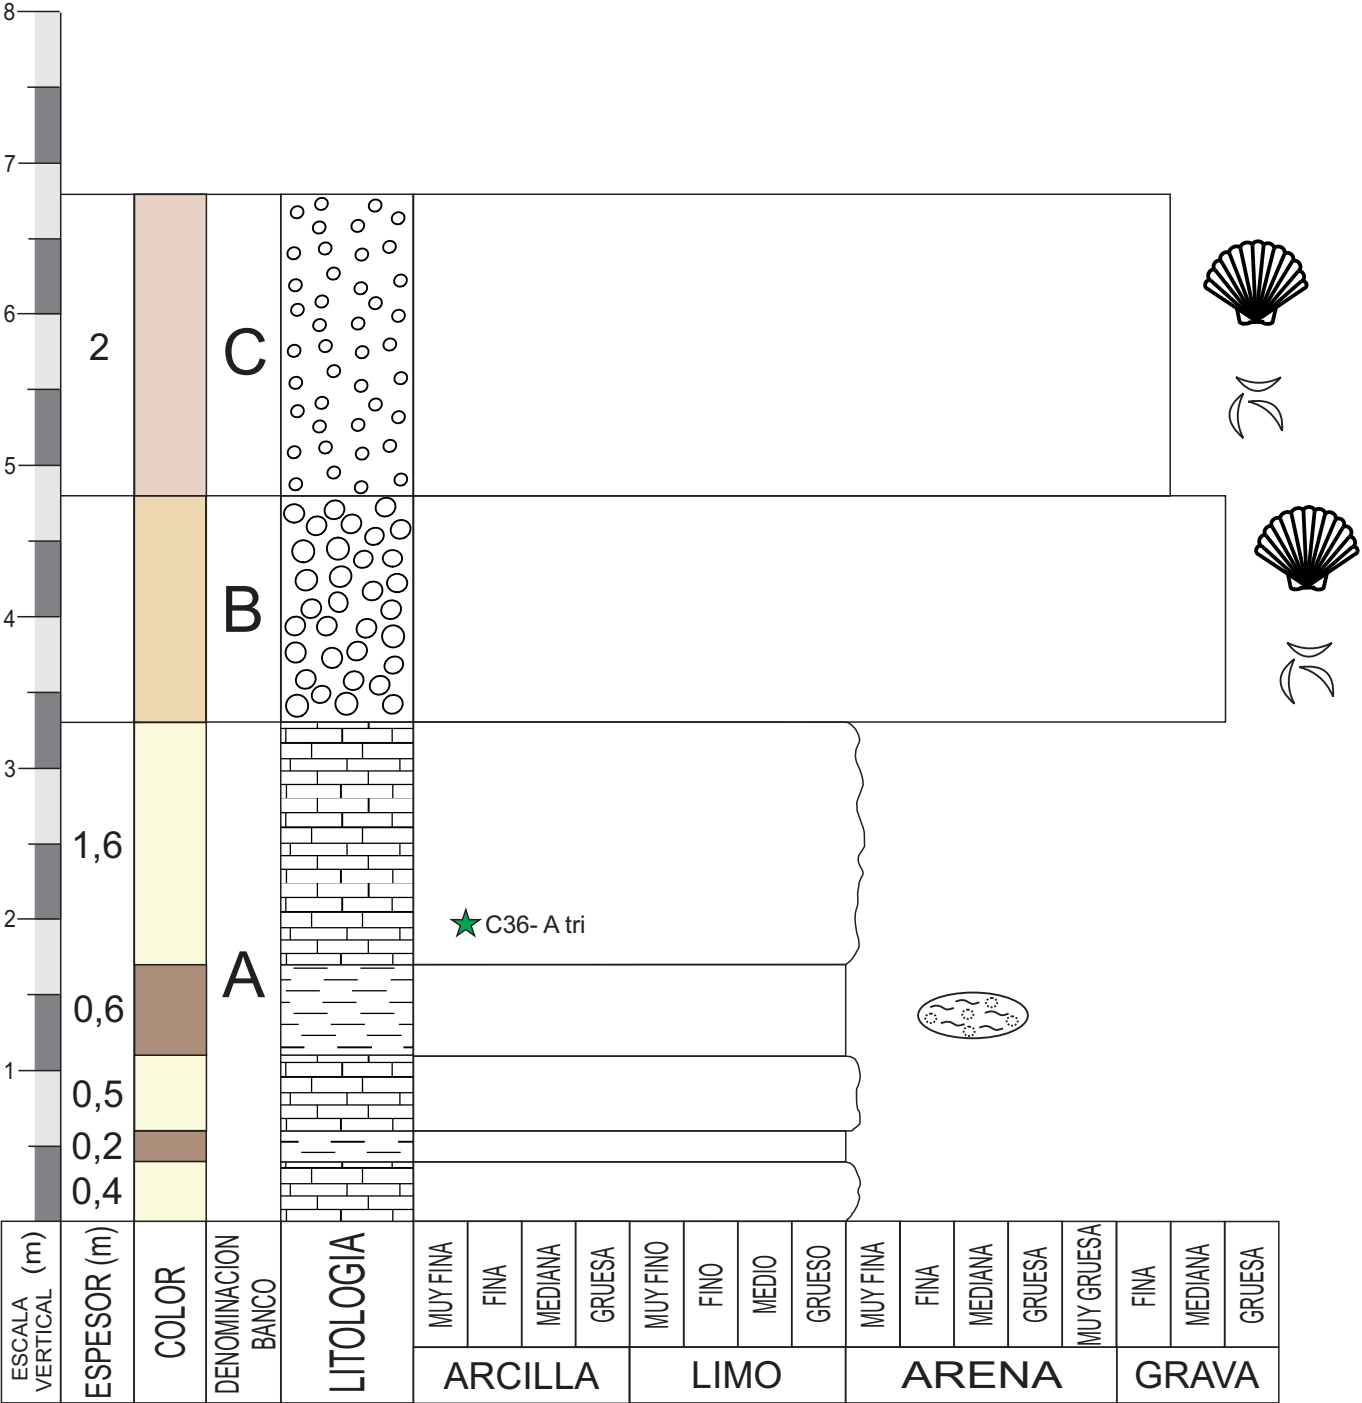 8
7
6
5
4
3
2
1
2
1,6
0,6
0,5
0,2
0,4
C
B
A
C36- A tri
ESCALA
VERTICAL (m)
ESPESOR (m)
COLOR
DENOMINACION
BANCO
LITOLOGIA
MUY FINA
FINA
MEDIANA
GRUESA
MUY FINO
FINO
MEDIO
GRUESO
MUY FINA
FINA
MEDIANA
GRUESA
MUY GRUESA
FINA
MEDIANA
GRUESA
ARCILLA
LIMO
ARENA
GRAVA